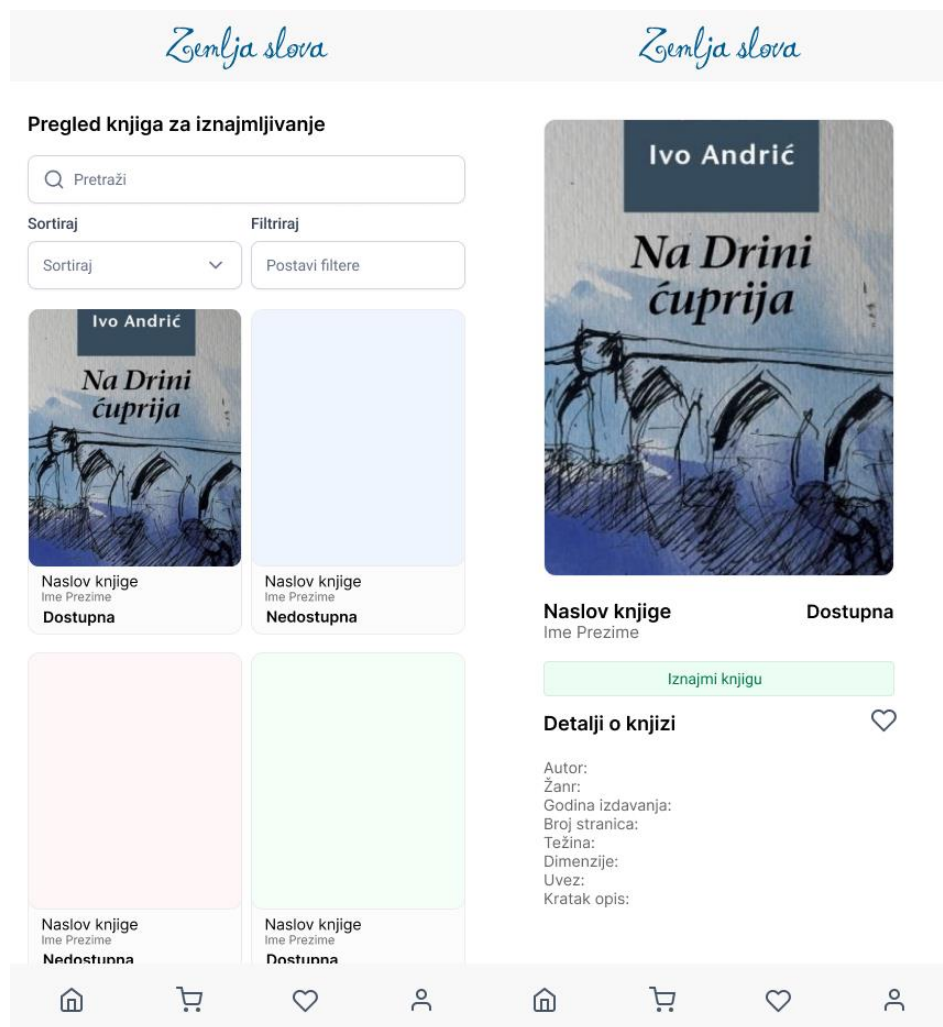 Zemlja slova
Pregled knjiga za iznajmljivanje
Pretraži
Sortiraj
Filtriraj
Sortiraj
Postavi filtere
Ivo Andrić
Na Drini
ćuprija
Naslov knjige
Ime Prezime
Dostupna
Naslov knjige
Ime Prezime
Nedostupna
Naslov knjige
Ime Prezime
Nedostupna
Naslov knjige
Ime Prezime
Dostupna
Zemlja slova
Ivo Andrić
Na Drini
ćuprija
Naslov knjige
Dostupna
Ime Prezime
Iznajmi knjigu
Detalji o knjizi
Autor:
Žanr:
Godina izdavanja:
Broj stranica:
Težina:
Dimenzije:
Uvez:
Kratak opis: